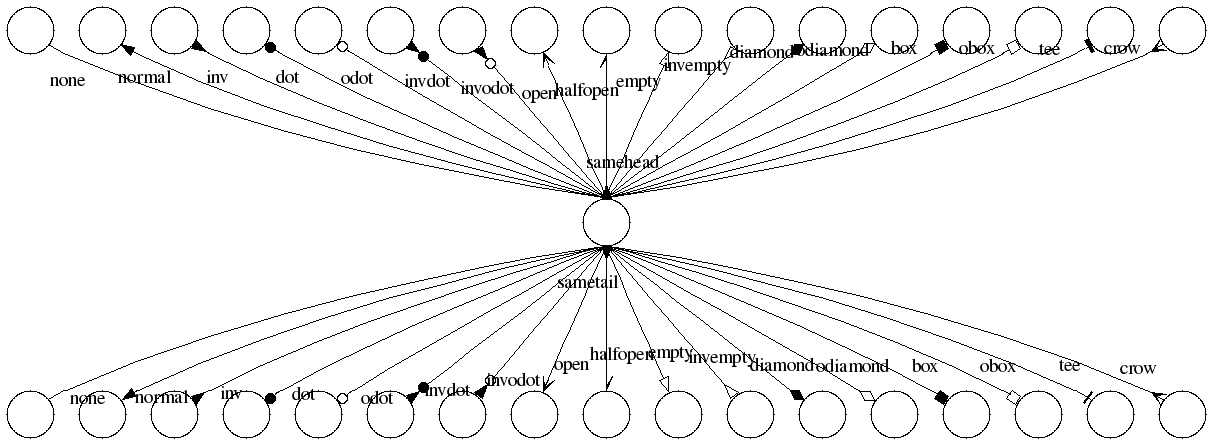 none
normal
inv
dot
odot
invdot
invodot
open
halfopen
empty
invempty
diamond
odiamond
box
obox
tee
crow
samehead
sametail
none
normal
inv
dot
odot
invdot
invodot
open
halfopen
empty
invempty
diamond
odiamond
box
obox
tee
crow